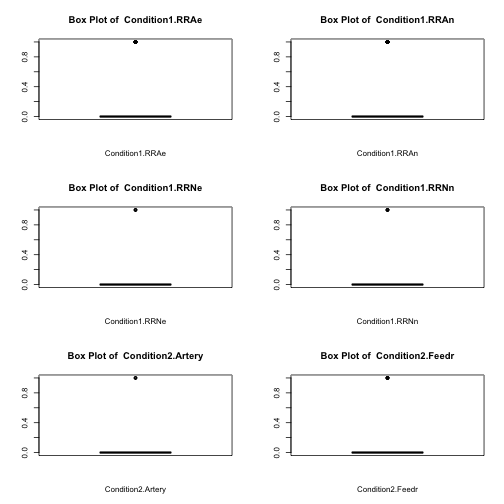 Box Plot of  Condition1.RRAe
0.0 0.4 0.8
Condition1.RRAe
Box Plot of  Condition1.RRAn
0.0 0.4 0.8
Condition1.RRAn
Box Plot of  Condition1.RRNe
0.0 0.4 0.8
Condition1.RRNe
Box Plot of  Condition1.RRNn
0.0 0.4 0.8
Condition1.RRNn
Box Plot of  Condition2.Artery
0.0 0.4 0.8
Condition2.Artery
Box Plot of  Condition2.Feedr
0.0 0.4 0.8
Condition2.Feedr